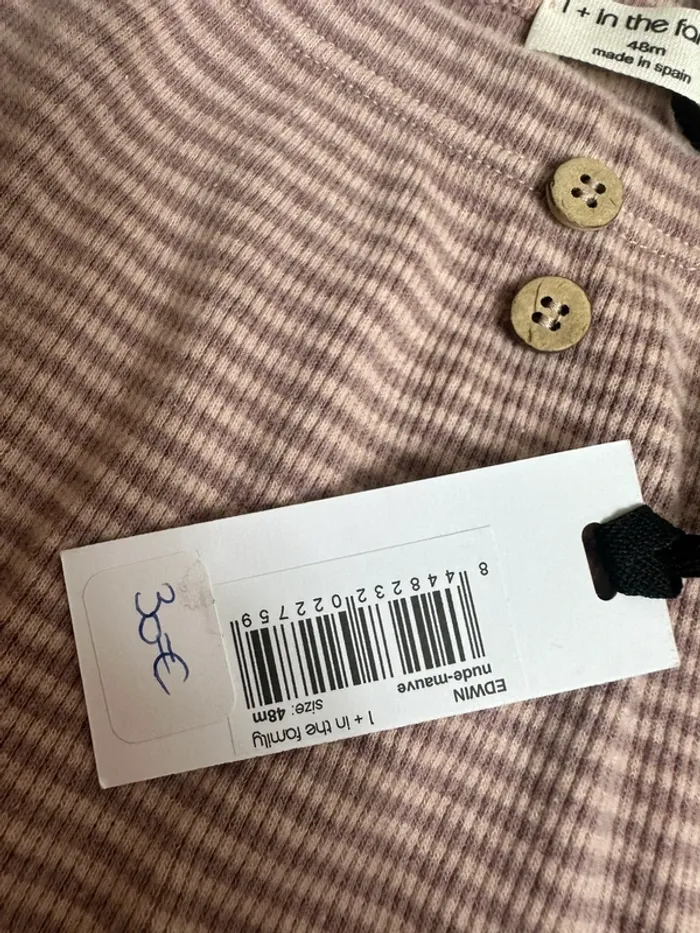 1 + in the fa
48m
made in spain
EDWIN
nude-mauve
1 + in the family
size: 48m
8 448232 022759
30€